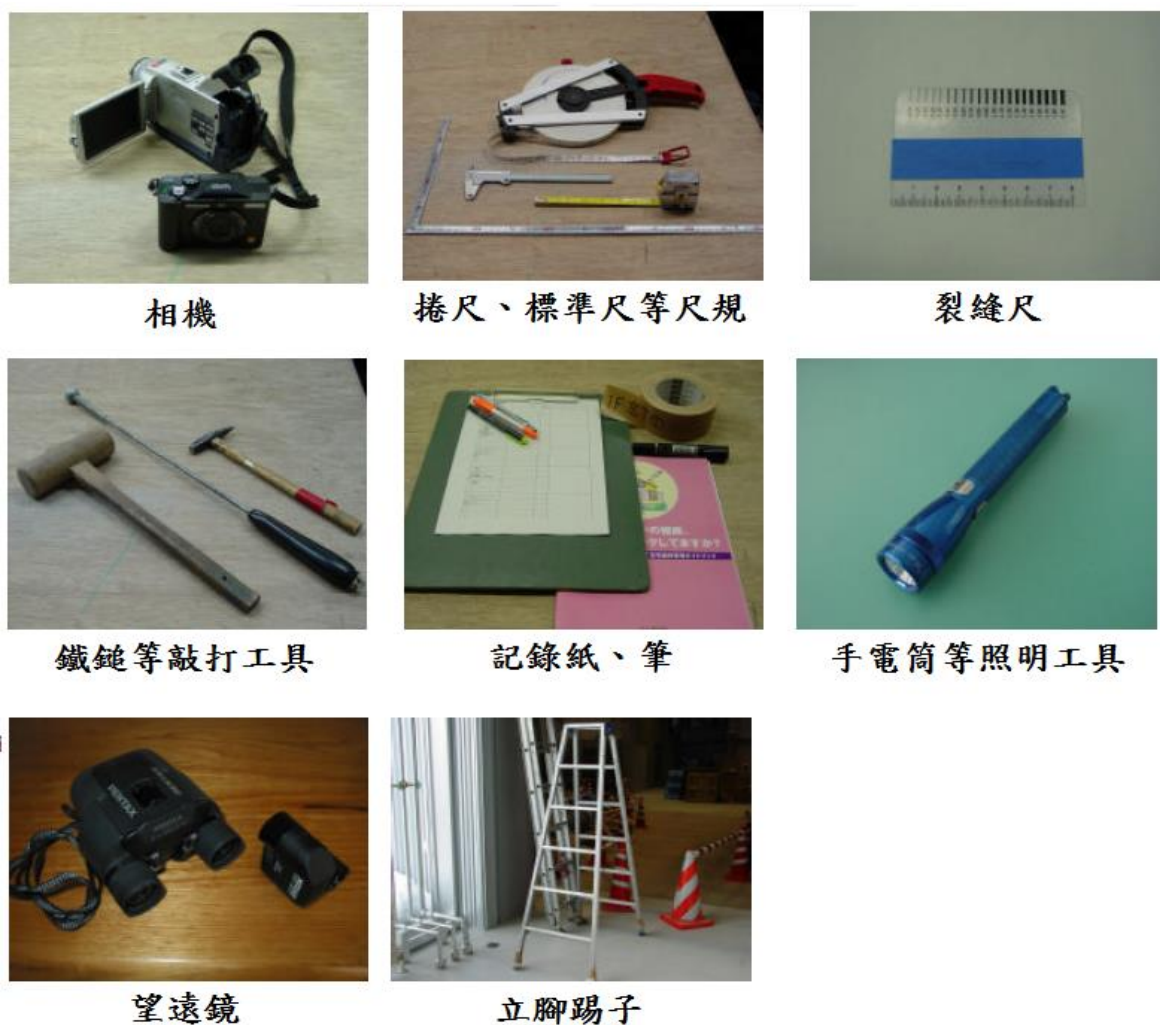 相機
捲尺、標準尺等尺規
裂縫尺
鐵鎚等敲打工具
記錄紙、筆
手電筒等照明工具
PENTAX
望遠鏡
立腳踢子